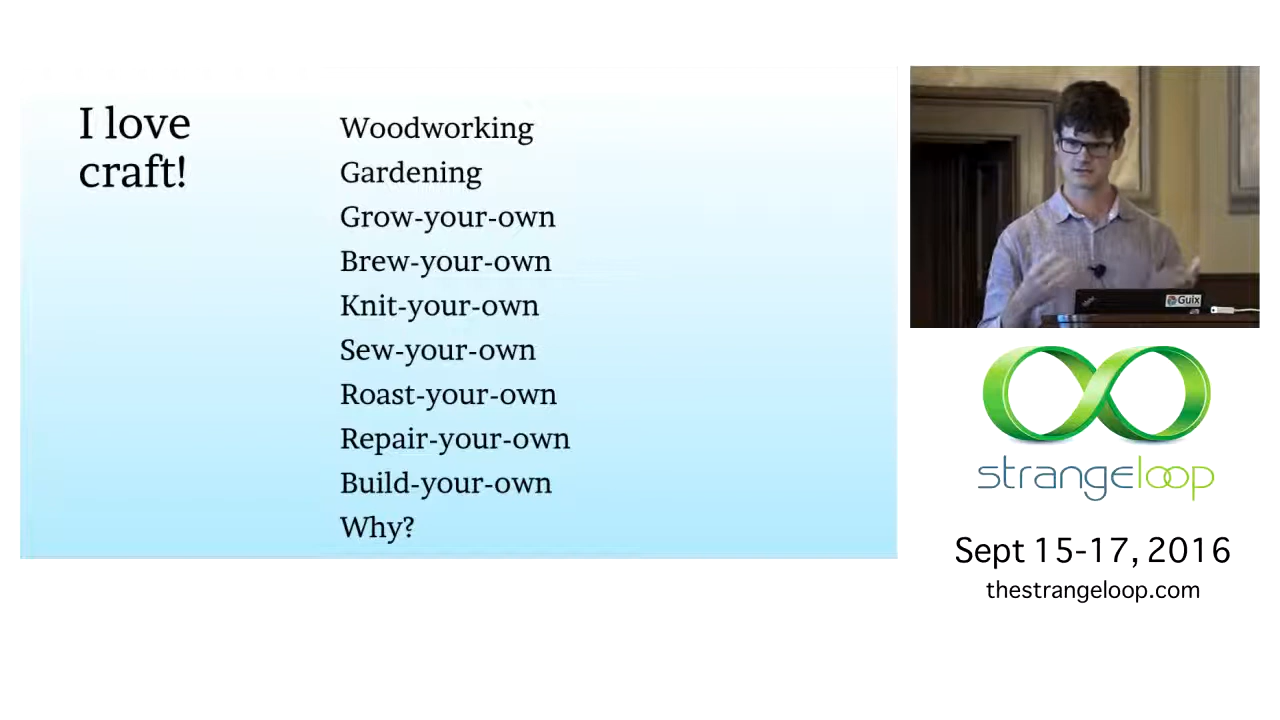 I love
craft!
Woodworking
Gardening
Grow-your-own
Brew-your-own
Knit-your-own
Sew-your-own
Roast-your-own
Repair-your-own
Build-your-own
Why?
Guix
strangeloop
Sept 15-17, 2016
thestrangeloop.com